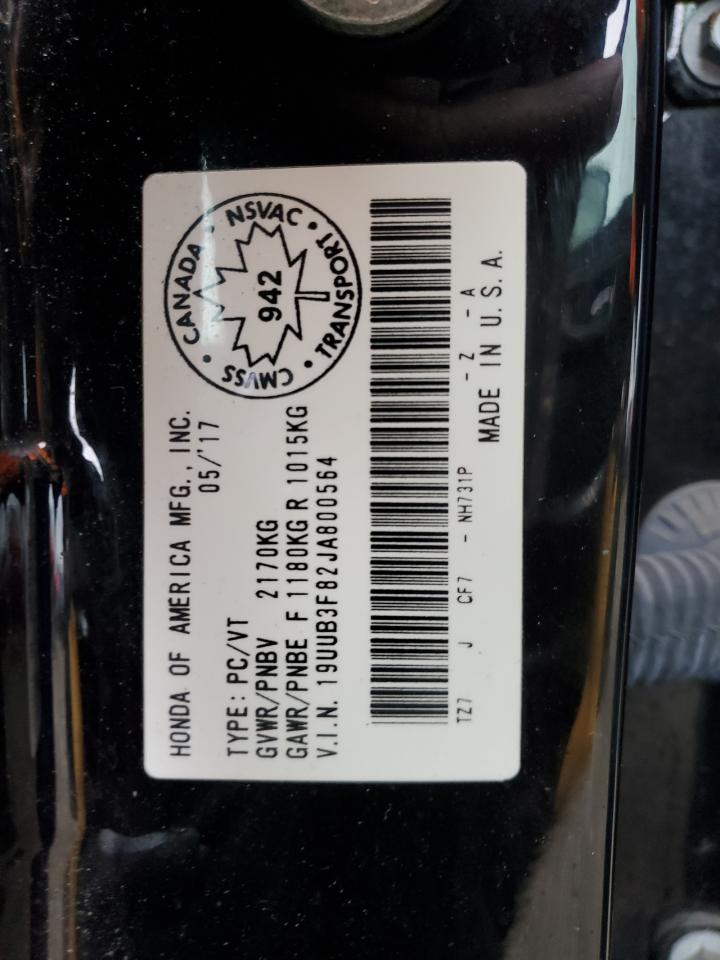 HONDA OF AMERICA MFG., INC.
05/'17
TYPE: PC/VT
GVWR/PNBV 2170KG
GAWR/PNBE F 1180KG R 1015KG
V.I.N. 19UUB3F82JA800564
CANADA • NSVAC • TRANSPORT • CMVSS •
942
TZ7 J CF7 - NH731P - Z - A
MADE IN U.S.A.